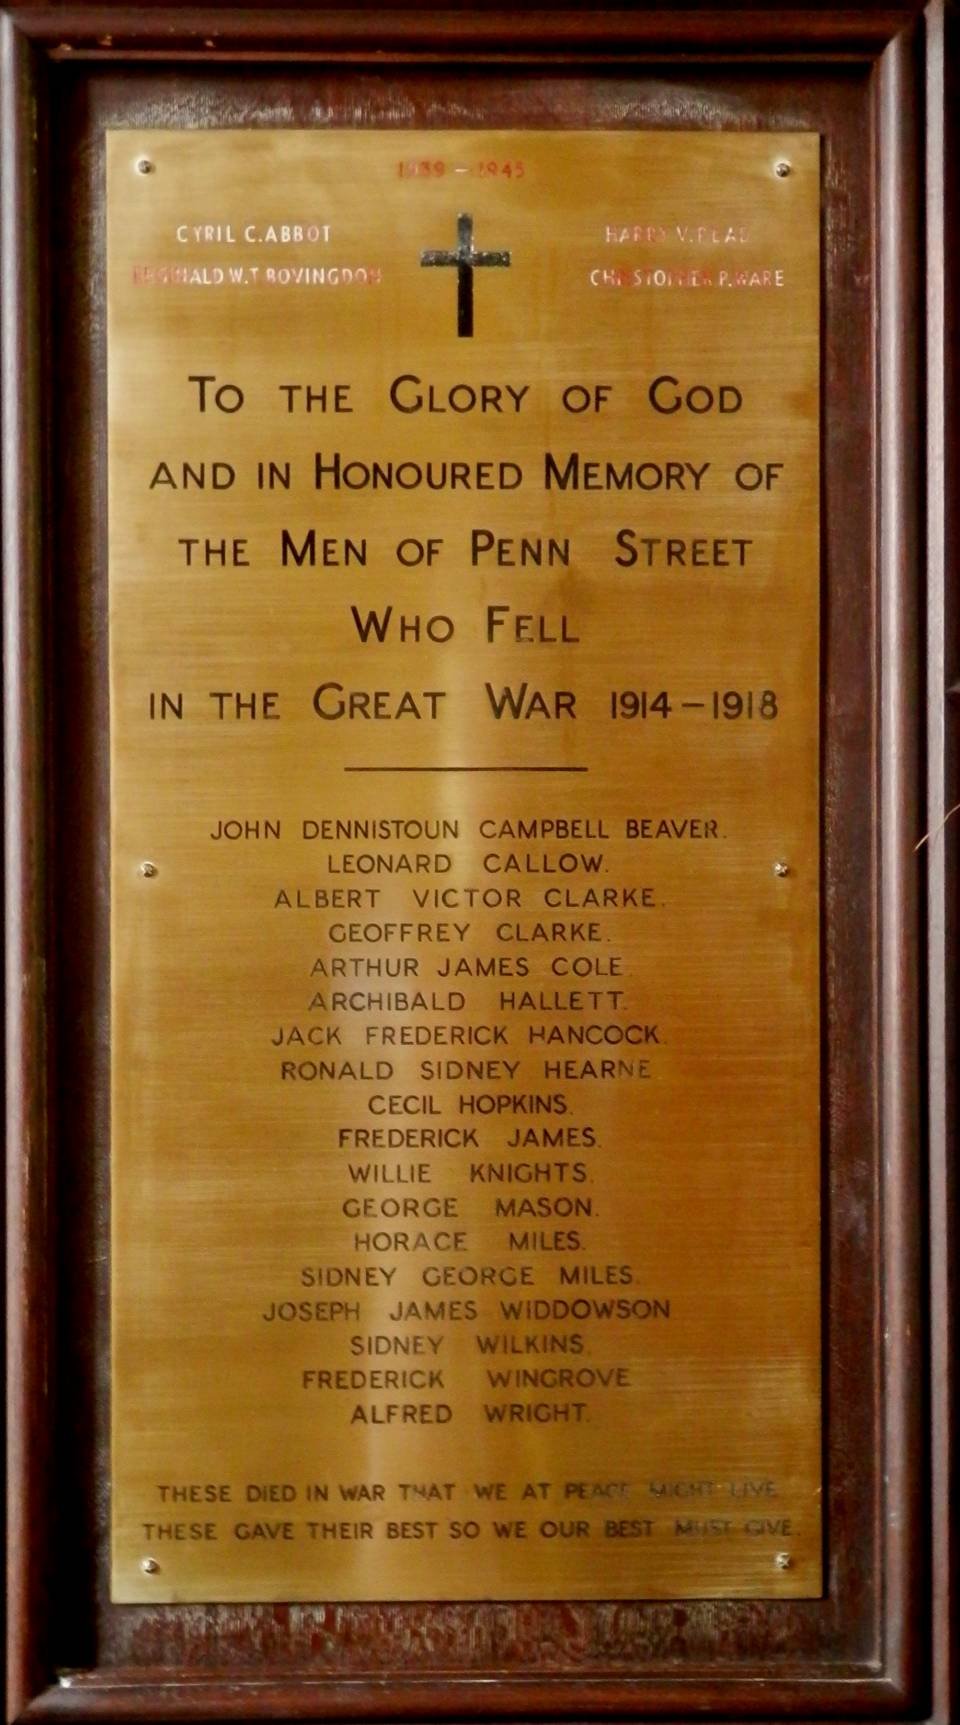 1939 – 1945
CYRIL C. ABBOT
HARRY V. READ
REGINALD W.T BOVINGDON
CHRISTOPHER P. WARE
TO THE GLORY OF GOD
AND IN HONOURED MEMORY OF
THE MEN OF PENN STREET
WHO FELL
IN THE GREAT WAR 1914 – 1918
JOHN DENNISTOUN CAMPBELL BEAVER.
LEONARD CALLOW.
ALBERT VICTOR CLARKE.
GEOFFREY CLARKE.
ARTHUR JAMES COLE.
ARCHIBALD HALLETT.
JACK FREDERICK HANCOCK.
RONALD SIDNEY HEARNE
CECIL HOPKINS.
FREDERICK JAMES.
WILLIE KNIGHTS.
GEORGE MASON.
HORACE MILES.
SIDNEY GEORGE MILES.
JOSEPH JAMES WIDDOWSON
SIDNEY WILKINS.
FREDERICK WINGROVE
ALFRED WRIGHT.
THESE DIED IN WAR THAT WE AT PEACE MIGHT LIVE
THESE GAVE THEIR BEST SO WE OUR BEST MUST GIVE.